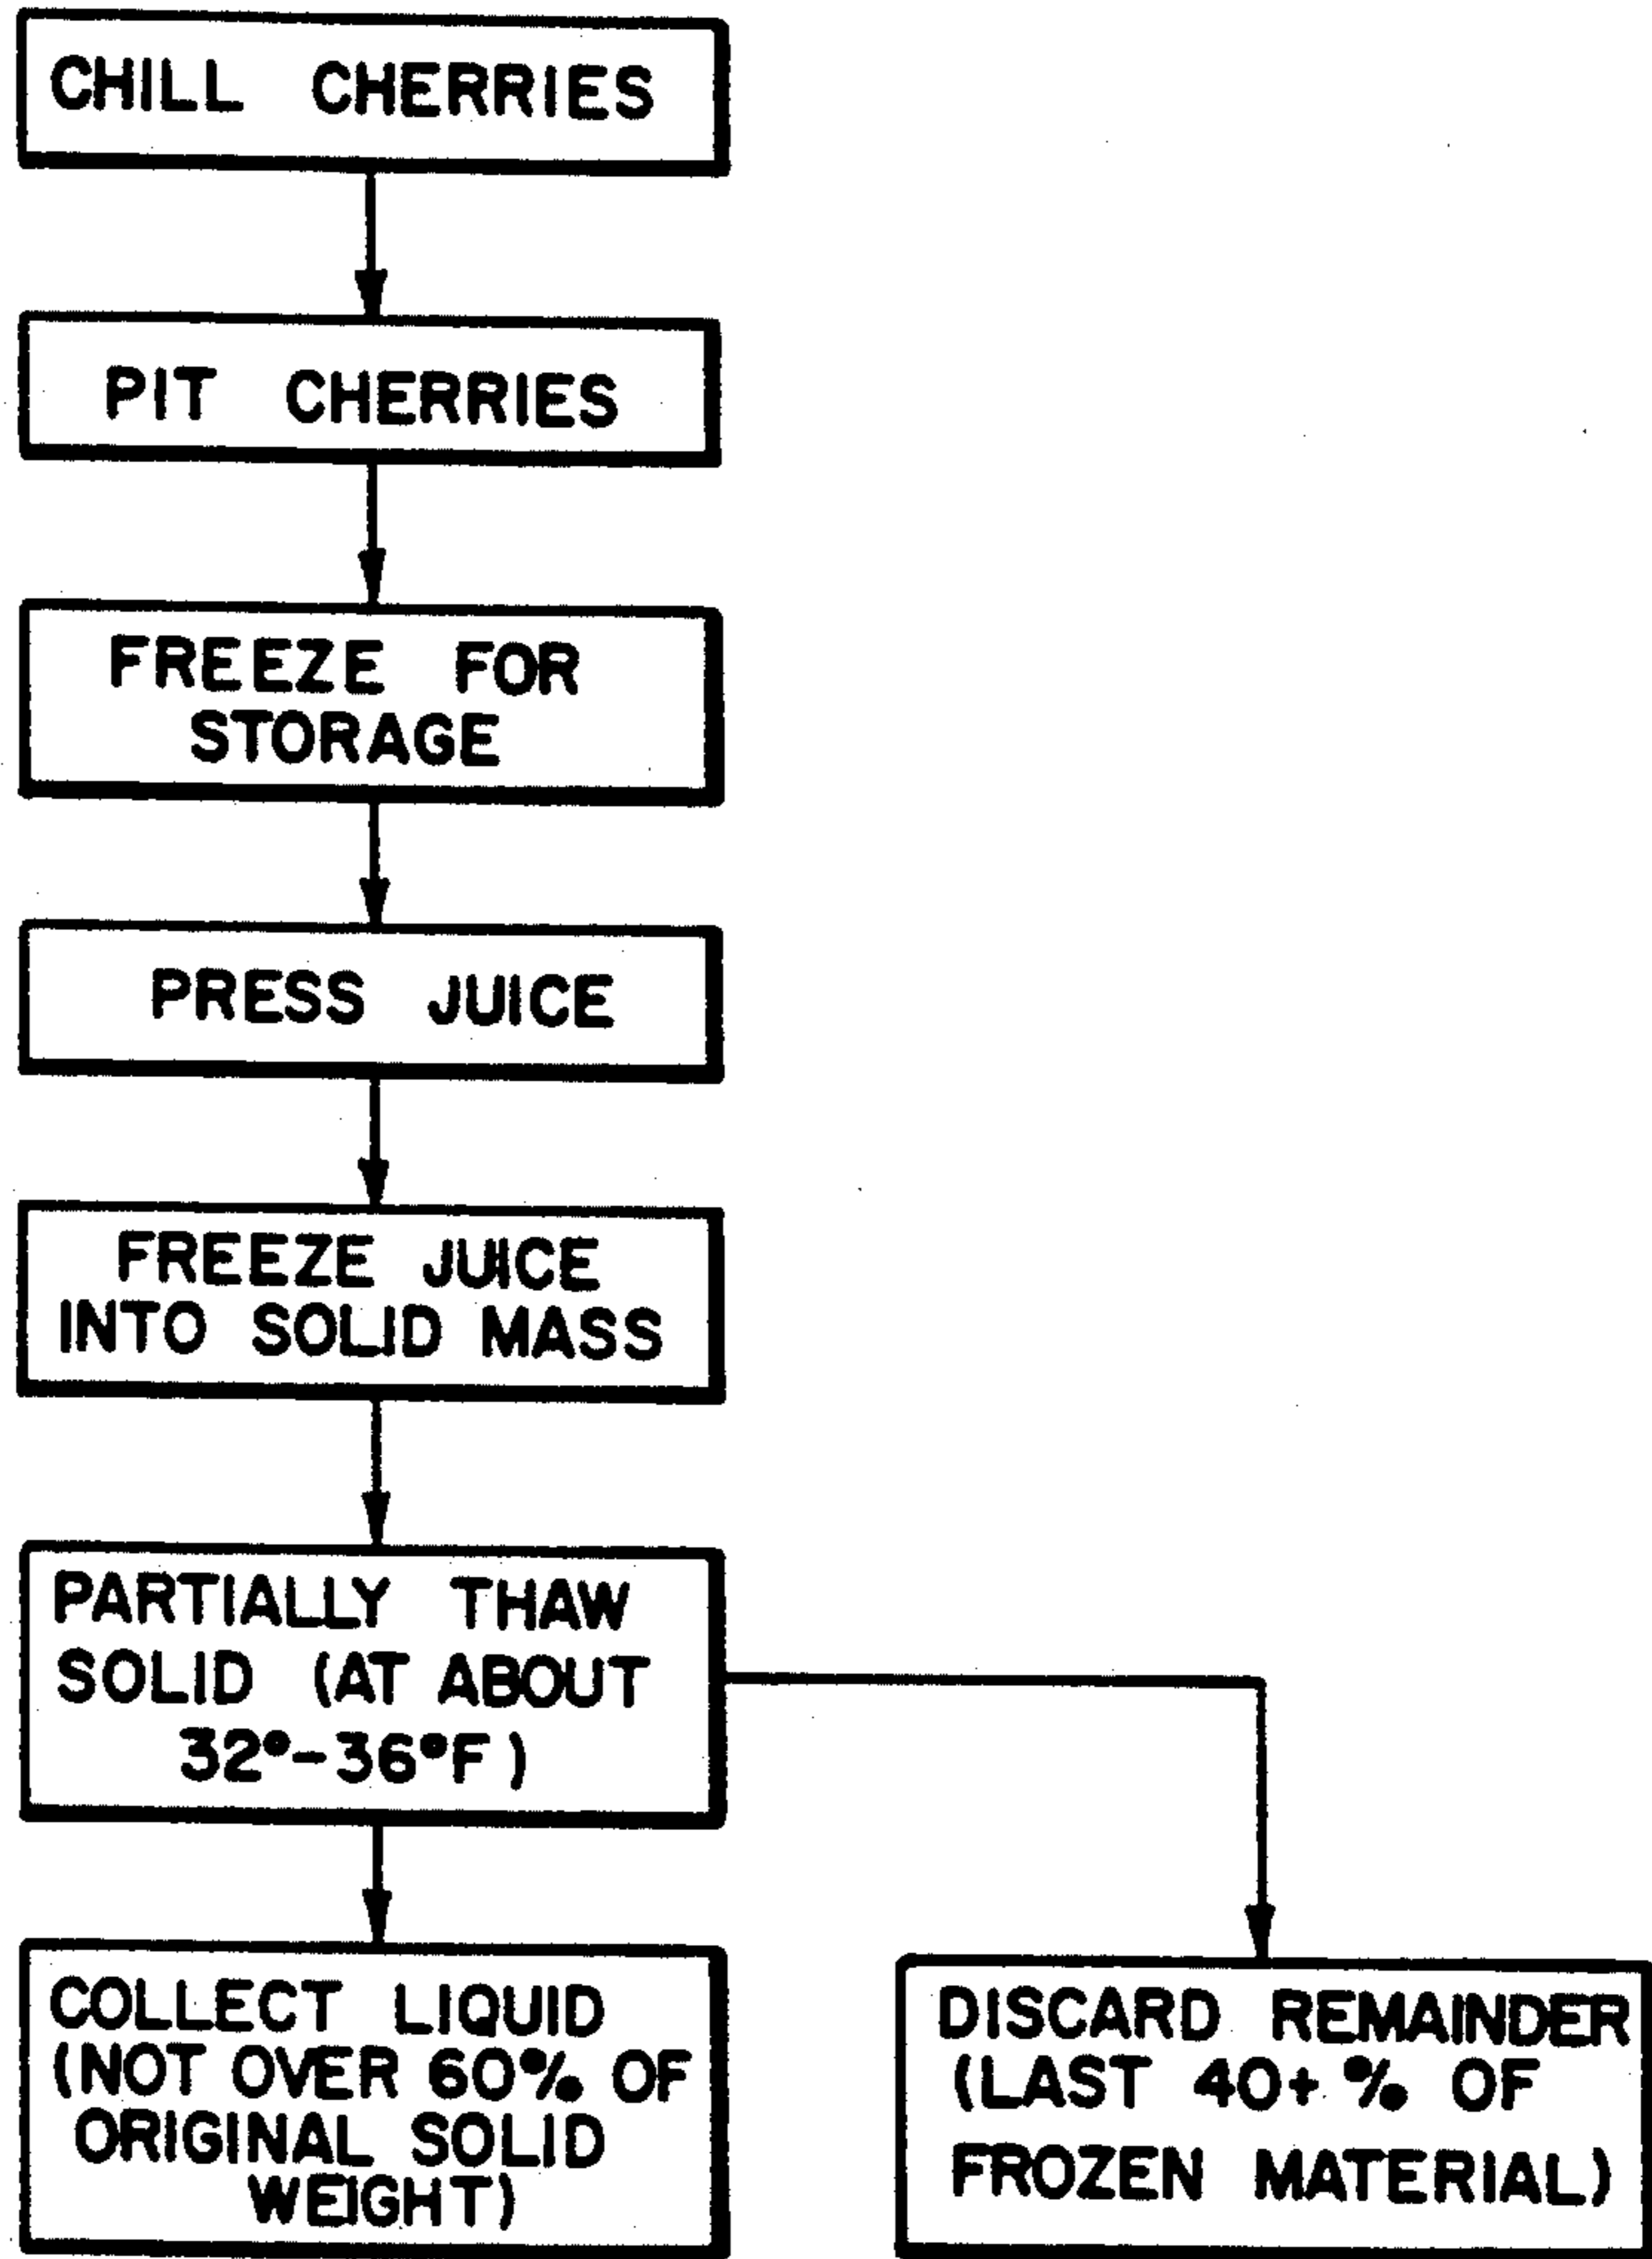 CHILL CHERRIES
PIT CHERRIES
FREEZE FOR
STORAGE
PRESS JUICE
FREEZE JUICE
INTO SOLID MASS
PARTIALLY THAW
SOLID (AT ABOUT
32°-36°F)
COLLECT LIQUID
(NOT OVER 60% OF
ORIGINAL SOLID
WEIGHT)
DISCARD REMAINDER
(LAST 40+ % OF
FROZEN MATERIAL)